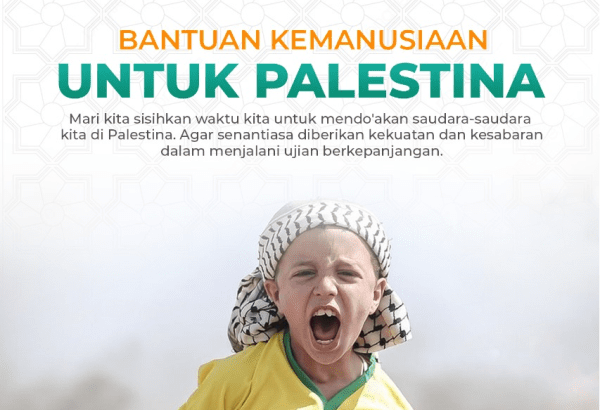 BANTUAN KEMANUSIAAN
UNTUK PALESTINA
Mari kita sisihkan waktu kita untuk mendo'akan saudara-saudara
kita di Palestina. Agar senantiasa diberikan kekuatan dan kesabaran
dalam menjalani ujian berkepanjangan.